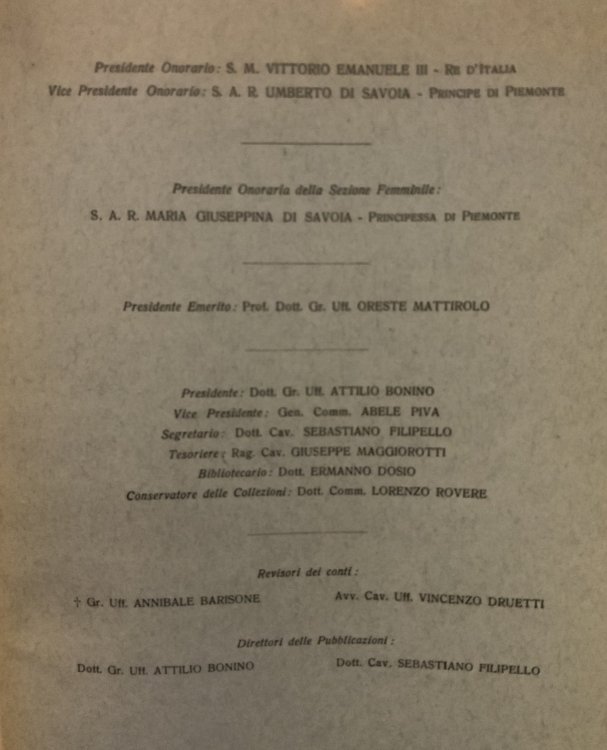 Presidente Onorario: S. M. VITTORIO EMANUELE III - RE D'ITALIA
Vice Presidente Onorario: S. A. R. UMBERTO DI SAVOIA - PRINCIPE DI PIEMONTE
Presidente Onoraria della Sezione Femminile:
S. A. R. MARIA GIUSEPPINA DI SAVOIA - PRINCIPESSA DI PIEMONTE
Presidente Emerito: Prof. Dott. Gr. Uff. ORESTE MATTIROLO
Presidente: Dott. Gr. Uff. ATTILIO BONINO
Vice Presidente: Gen. Comm. ABELE PIVA
Segretario: Dott. Cav. SEBASTIANO FILIPELLO
Tesoriere: Rag. Cav. GIUSEPPE MAGGIOROTTI
Bibliotecario: Dott. ERMANNO DOSIO
Conservatore delle Collezioni: Dott. Comm. LORENZO ROVERE
Revisori dei conti:
† Gr. Uff. ANNIBALE BARISONE Avv. Cav. Uff. VINCENZO DRUETTI
Direttori delle Pubblicazioni:
Dott. Gr. Uff. ATTILIO BONINO Dott. Cav. SEBASTIANO FILIPELLO